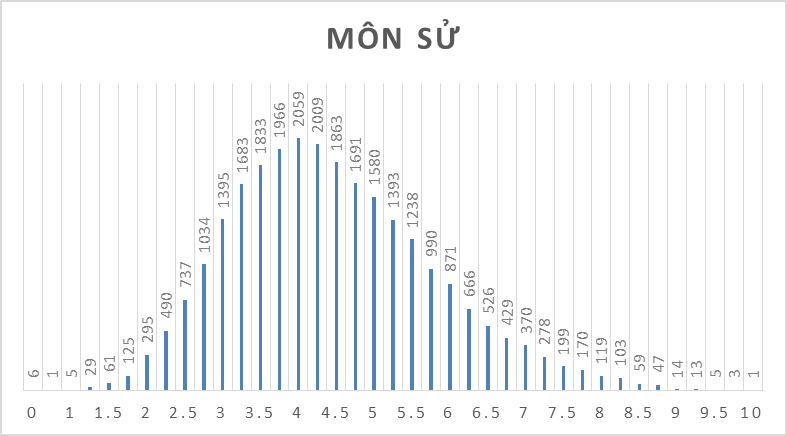 MÔN SỬ
6 1 5 29 61 125 295 490 737 1034 1395 1683 1833 1966 2059 2009 1863 1691 1580 1393 1238 990 871 666 526 429 370 278 199 170 119 103 59 47 14 13 5 3 1
0 1 1.5 2 2.5 3 3.5 4 4.5 5 5.5 6 6.5 7 7.5 8 8.5 9 9.5 10